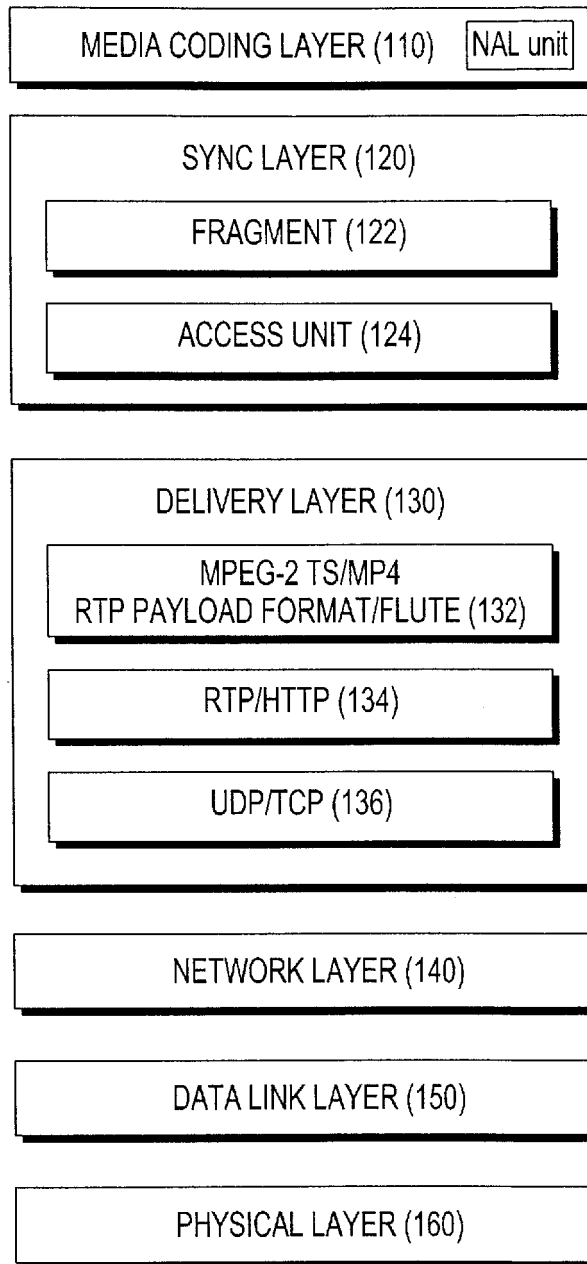 MEDIA CODING LAYER (110) NAL unit
SYNC LAYER (120)
FRAGMENT (122)
ACCESS UNIT (124)
DELIVERY LAYER (130)
MPEG-2 TS/MP4
RTP PAYLOAD FORMAT/FLUTE (132)
RTP/HTTP (134)
UDP/TCP (136)
NETWORK LAYER (140)
DATA LINK LAYER (150)
PHYSICAL LAYER (160)